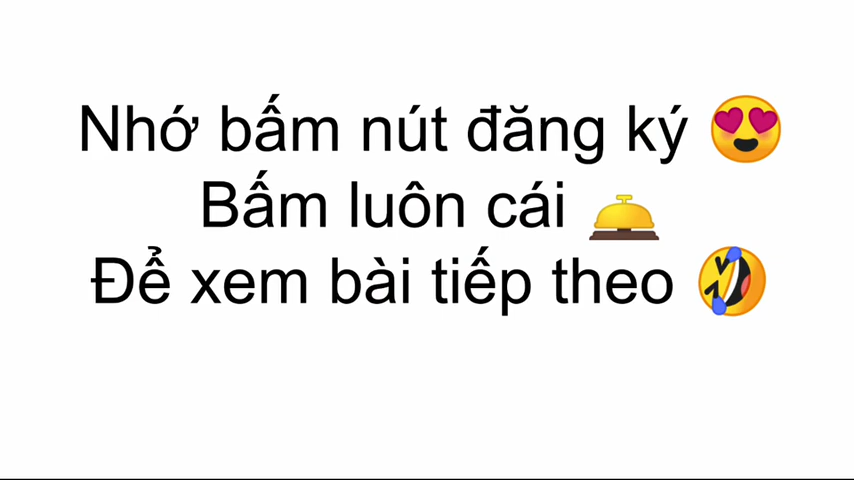 Nhớ bấm nút đăng ký 😍
Bấm luôn cái 🛎️
Để xem bài tiếp theo 🤣